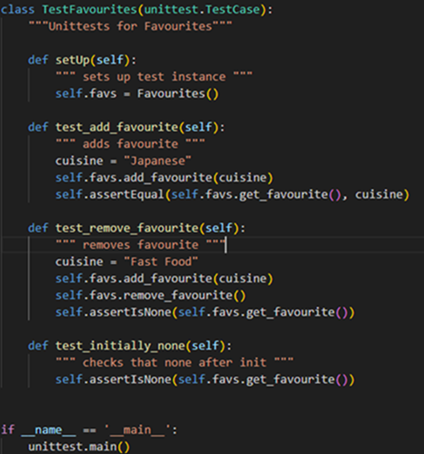 class TestFavourites(unittest.TestCase):
    """Unittests for Favourites"""
    def setUp(self):
        """ sets up test instance """
        self.favs = Favourites()
    def test_add_favourite(self):
        """ adds favourite """
        cuisine = "Japanese"
        self.favs.add_favourite(cuisine)
        self.assertEqual(self.favs.get_favourite(), cuisine)
    def test_remove_favourite(self):
        """ removes favourite """
        cuisine = "Fast Food"
        self.favs.add_favourite(cuisine)
        self.favs.remove_favourite()
        self.assertIsNone(self.favs.get_favourite())
    def test_initially_none(self):
        """ checks that none after init """
        self.assertIsNone(self.favs.get_favourite())
if __name__ == '__main__':
    unittest.main()